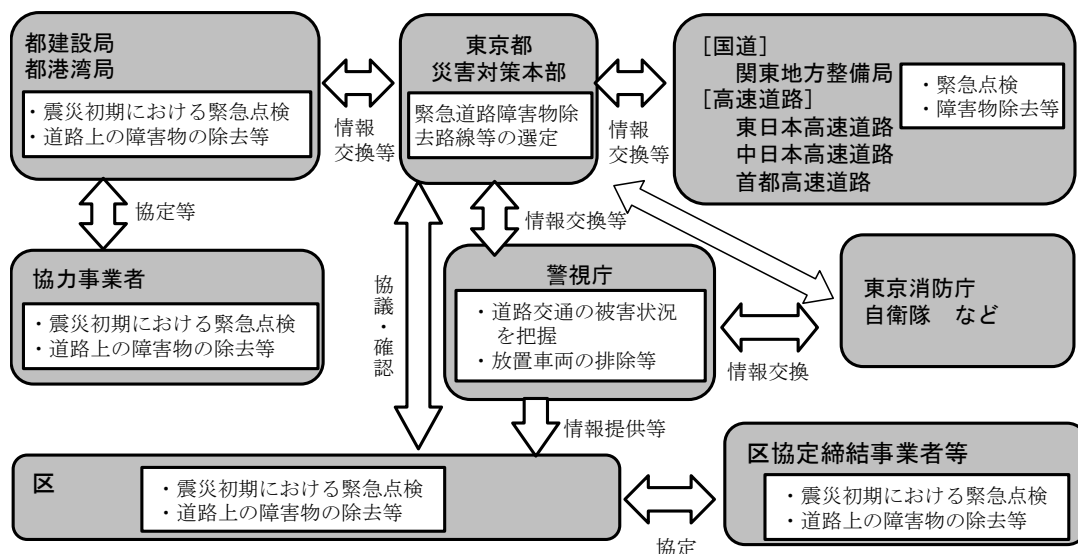 都建設局
都港湾局
・震災初期における緊急点検
・道路上の障害物の除去等
情報
交換等
東京都
災害対策本部
緊急道路障害物除
去路線等の選定
情報
交換等
［国道］
関東地方整備局
［高速道路］
東日本高速道路
中日本高速道路
首都高速道路
・緊急点検
・障害物除去等
協定等
協力事業者
・震災初期における緊急点検
・道路上の障害物の除去等
協議・確認
情報交換等
警視庁
・道路交通の被害状況
を把握
・放置車両の排除等
情報交換
東京消防庁
自衛隊　など
情報提供等
区
・震災初期における緊急点検
・道路上の障害物の除去等
協定
区協定締結事業者等
・震災初期における緊急点検
・道路上の障害物の除去等